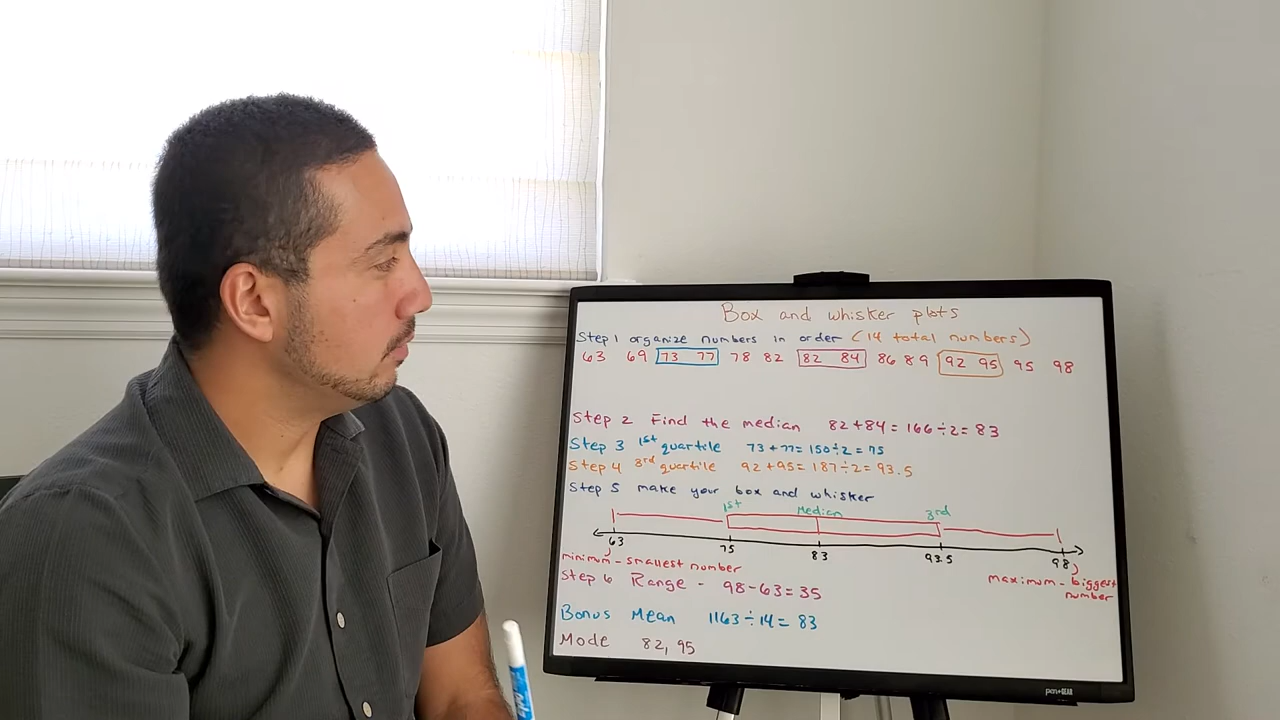 Box and whisker plots
Step 1 organize numbers in order (14 total numbers)
63 69 73 77 78 82 82 84 86 89 92 95 95 98
Step 2 Find the median 82+84=166÷2=83
Step 3 1st quartile 73+77=150÷2=75
Step 4 3rd quartile 92+95=187÷2=93.5
Step 5 make your box and whisker
1st Median 3rd
63 75 83 93.5 98
minimum-smallest number
maximum-biggest number
Step 6 Range - 98-63=35
Bonus Mean 1163÷14=83
Mode 82, 95
pen+GEAR